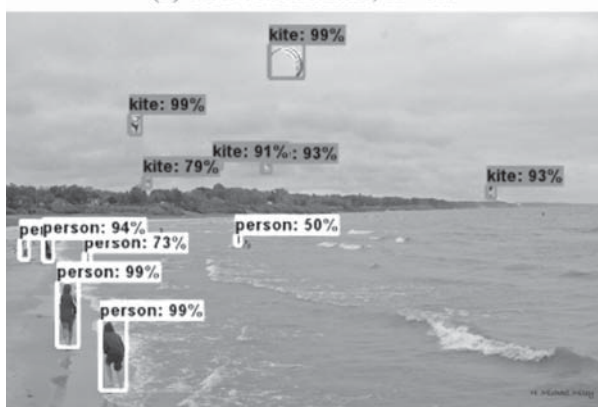 kite: 99%
kite: 99%
kite: 91% : 93%
kite: 79%
kite: 93%
person: 94%
person: 50%
person: 73%
person: 99%
person: 99%